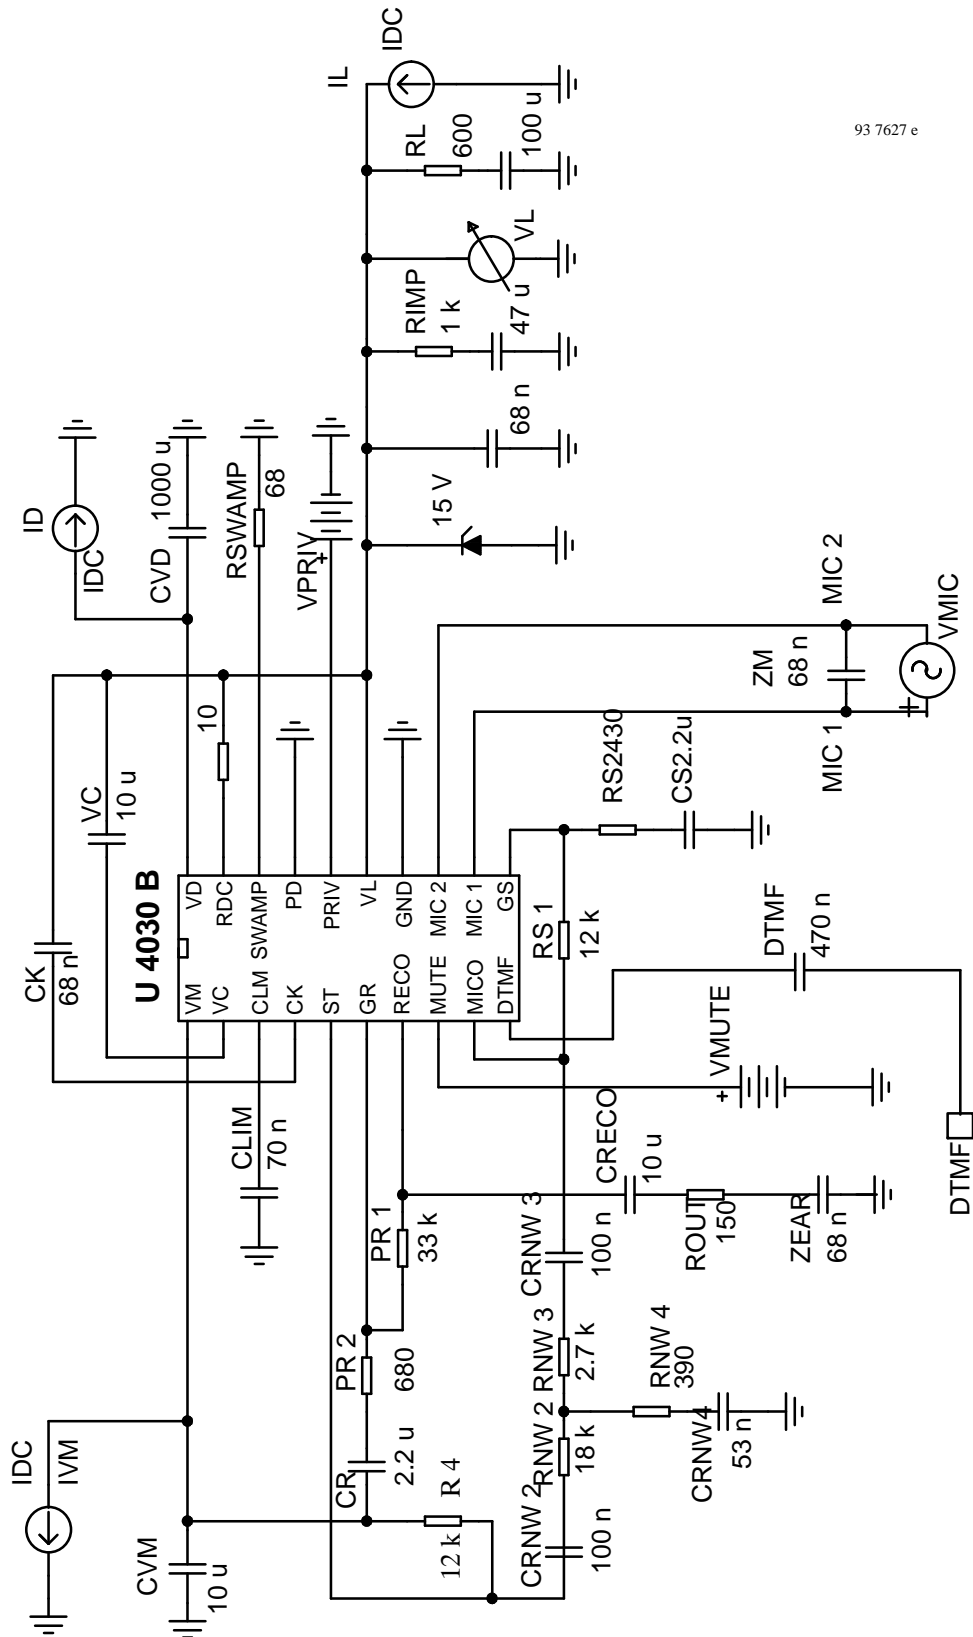 IDC
IL
RL
600
100 u
93 7627 e
VL
RIMP
1 k
47 u
68 n
15 V
ID
IDC
1000 u
CVD
RSWAMP
68
VPRIV
+
10
VC
10 u
CK
68 n
U 4030 B
VM
VC
CLM
CK
ST
GR
RECO
MUTE
MICO
DTMF
VD
RDC
SWAMP
PD
PRIV
VL
GND
MIC 2
MIC 1
GS
MIC 2
VMIC
ZM
68 n
+
MIC 1
RS2430
CS2.2u
RS 1
12 k
DTMF
470 n
VMUTE
+
DTMF
CLIM
70 n
CRECO
10 u
ROUT
150
ZEAR
68 n
PR 1
33 k
CRNW 3
100 n
PR 2
680
RNW 3
2.7 k
RNW 4
390
CRNW4
53 n
RNW 2
18 k
CR
2.2 u
R 4
12 k
CRNW 2
100 n
IDC
IVM
CVM
10 u